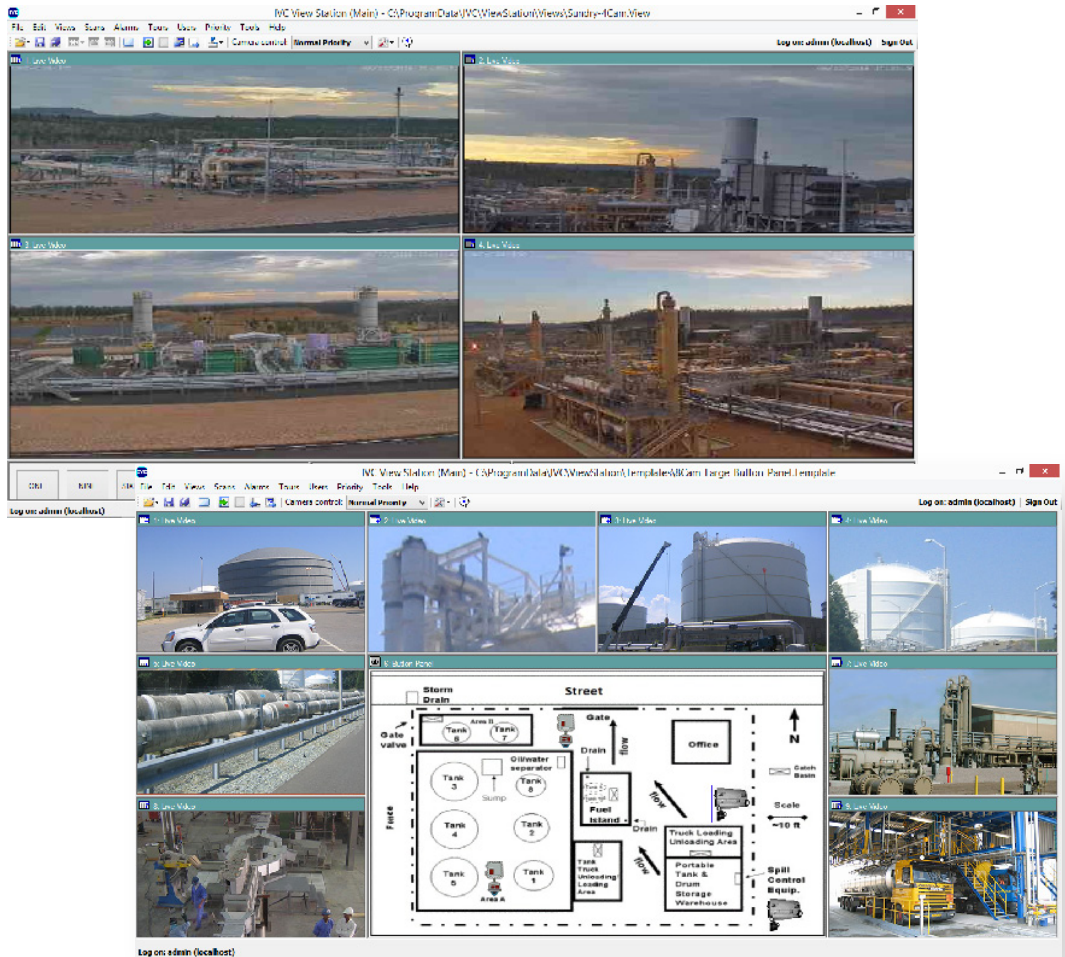 IVC View Station (Main) - C:\ProgramData\IVC\ViewStation\Views\Sundry-4Cam.View
File Edit Views Scans Alarms Tours Users Priority Tools Help
Camera control: Normal Priority
Log on: admin (localhost) Sign Out
1: Live Video
2: Live Video
3: Live Video
4: Live Video
Log on: admin (localhost)
IVC View Station (Main) - C:\ProgramData\IVC\ViewStation\Templates\8Cam Large Button Panel.Template
File Edit Views Scans Alarms Tours Users Priority Tools Help
Camera control: Normal Priority
Log on: admin (localhost) Sign Out
1: Live Video
2: Live Video
3: Live Video
4: Live Video
5: Live Video
6: Button Panel
7: Live Video
8: Live Video
9: Live Video
Storm
Drain
Street
Gate
valve
Area B
Tank
6
Tank
7
Gate
flow
Drain
Office
N
Catch
Basin
Oil/water
separator
Tank
3
Sump
Tank
8
Fuel
Island
flow
Scale
~10 ft
Fence
Tank
4
Tank
2
Drain
Truck Loading
Unloading Area
Tank
5
Area A
Tank
1
Tank
Truck
Unloading/
Loading
Area
flow
Portable
Tank &
Drum
Storage
Warehouse
Spill
Control
Equip.
Log on: admin (localhost)